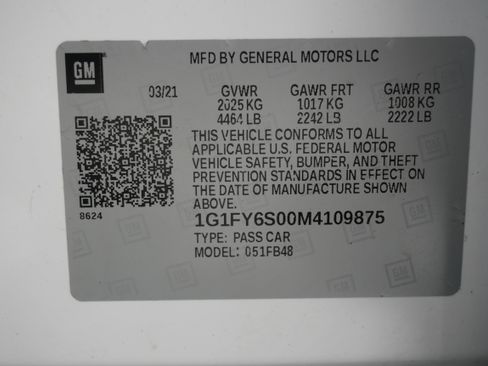 GM
MFD BY GENERAL MOTORS LLC
03/21 GVWR GAWR FRT GAWR RR
2025 KG 1017 KG 1008 KG
4464 LB 2242 LB 2222 LB
THIS VEHICLE CONFORMS TO ALL
APPLICABLE U.S. FEDERAL MOTOR
VEHICLE SAFETY, BUMPER, AND THEFT
PREVENTION STANDARDS IN EFFECT ON
THE DATE OF MANUFACTURE SHOWN
ABOVE.
8624
1G1FY6S00M4109875
TYPE: PASS CAR
MODEL: 051FB48